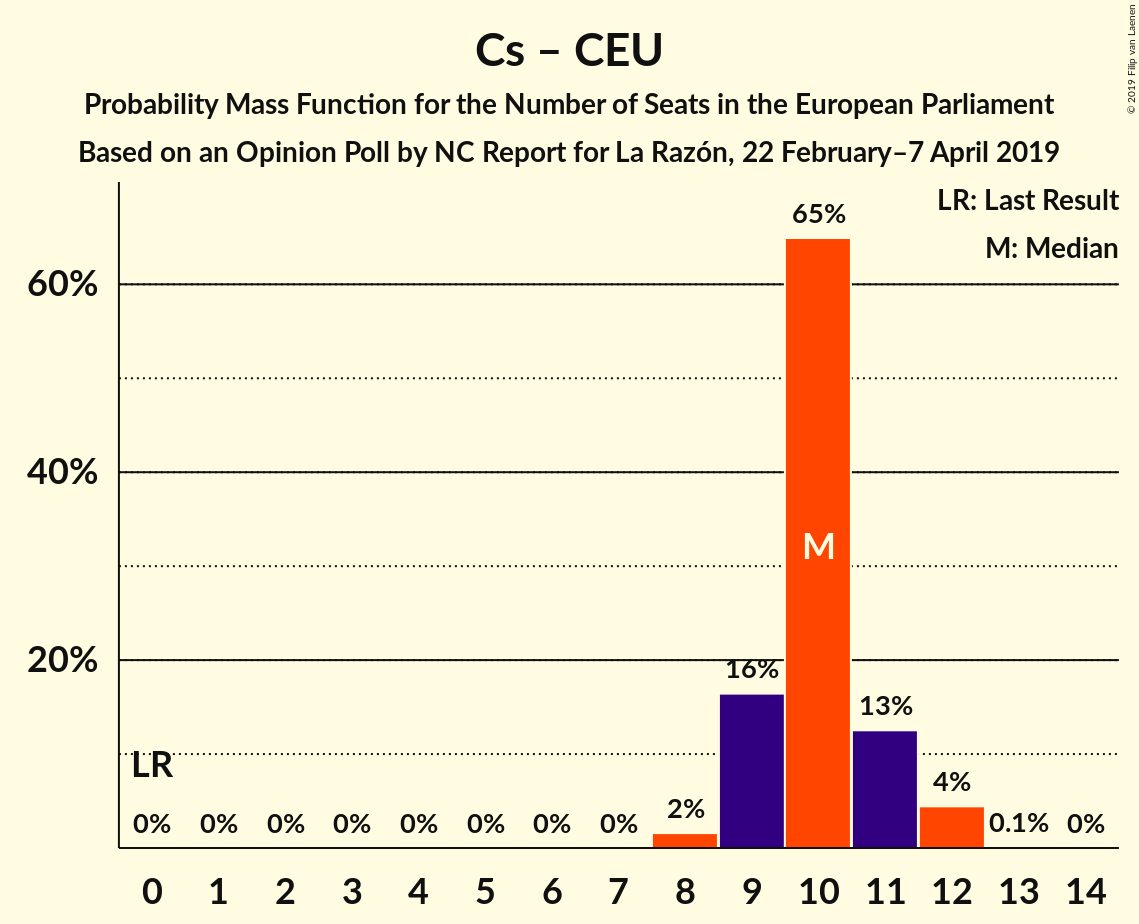 Cs – CEU
Probability Mass Function for the Number of Seats in the European Parliament
Based on an Opinion Poll by NC Report for La Razón, 22 February–7 April 2019
© 2019 Filip van Laenen
LR: Last Result
M: Median
60%
40%
20%
65%
M
16%
13%
LR
4%
2%
0% 0% 0% 0% 0% 0% 0% 0% 0.1% 0%
0 1 2 3 4 5 6 7 8 9 10 11 12 13 14